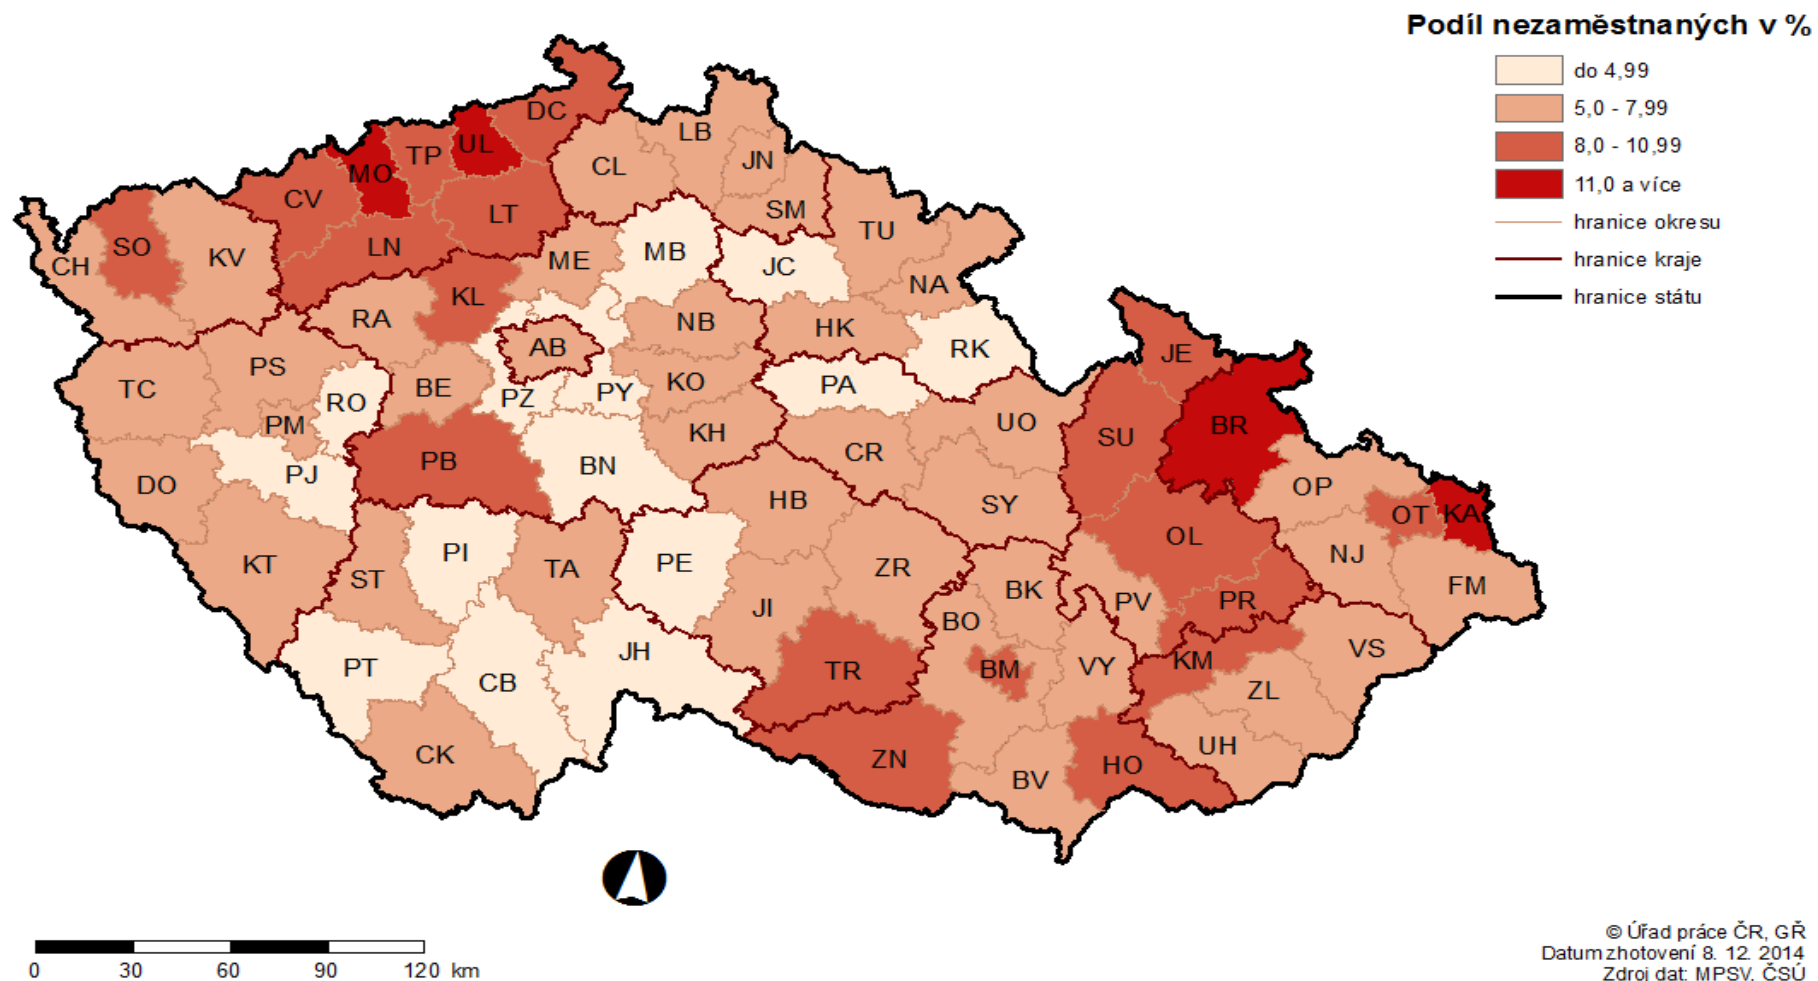 Podíl nezaměstnaných v %
do 4,99
5,0 - 7,99
8,0 - 10,99
11,0 a více
hranice okresu
hranice kraje
hranice státu
DC
UL
TP
MO
LB
CL
JN
CV
LT
SM
SO
KV
CH
LN
ME
MB
JC
TU
NA
KL
RA
NB
HK
AB
RK
JE
TC
PS
RO
BE
PZ
PY
KO
PA
PM
KH
UO
SU
BR
DO
PJ
PB
BN
CR
HB
SY
OP
OT
KA
KT
ST
PI
TA
PE
ZR
OL
NJ
FM
JI
BK
BO
PV
PR
PT
CB
JH
TR
BM
VY
KM
VS
ZL
CK
ZN
BV
HO
UH
0 30 60 90 120 km
© Úřad práce ČR, GŘ
Datum zhotovení 8. 12. 2014
Zdroj dat: MPSV, ČSÚ